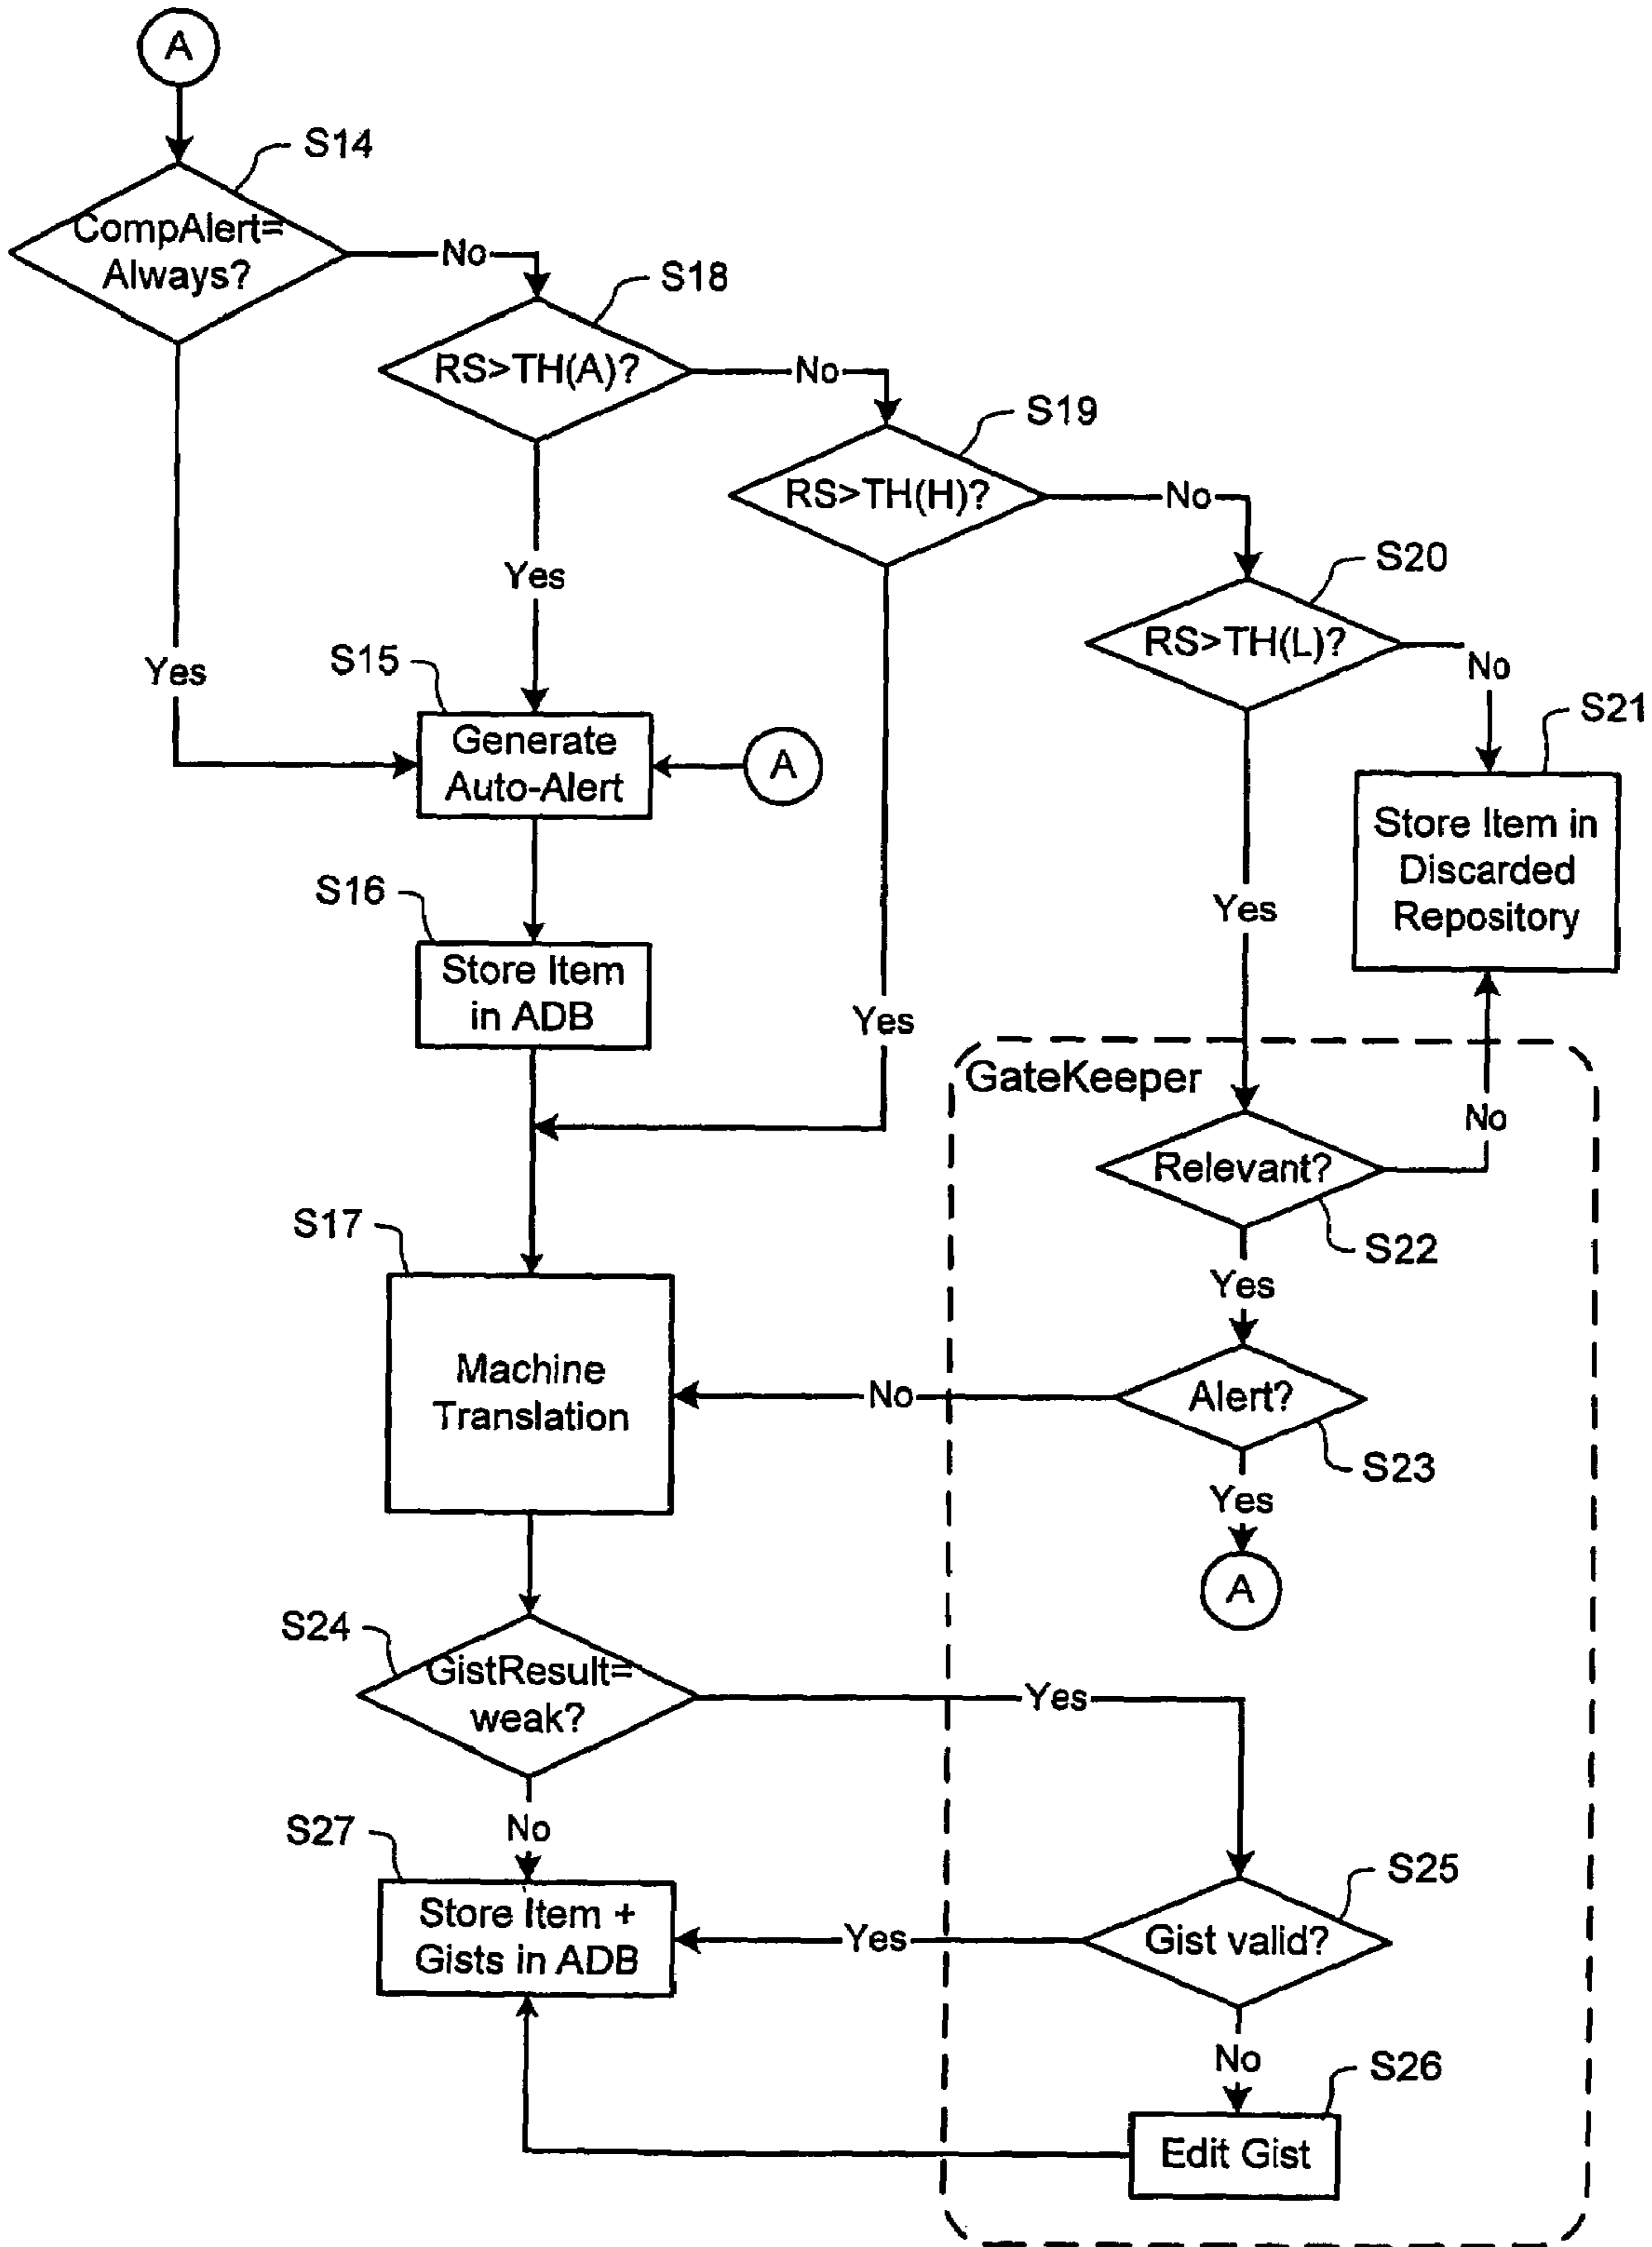 A
S14
CompAlert=
Always?
No
S18
RS>TH(A)?
No
S19
RS>TH(H)?
No
S20
RS>TH(L)?
No
S21
Store Item in
Discarded
Repository
Yes
Yes
S15
Generate
Auto-Alert
A
S16
Store Item
in ADB
Yes
Yes
GateKeeper
No
Relevant?
S22
Yes
S17
Machine
Translation
No
Alert?
S23
Yes
A
S24
GistResult=
weak?
Yes
No
S27
Store Item +
Gists in ADB
Yes
S25
Gist valid?
No
S26
Edit Gist